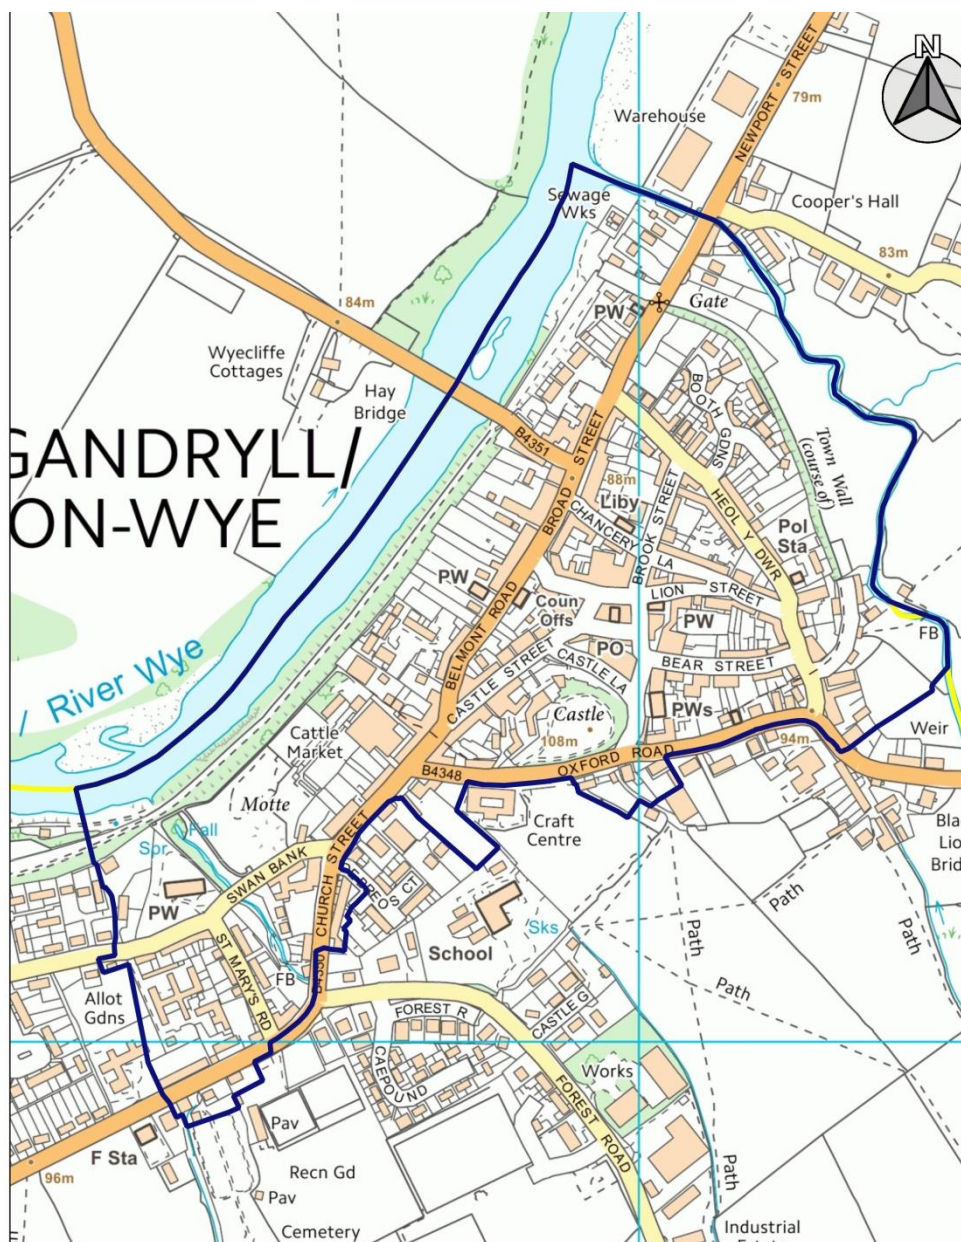 N
NEWPORT STREET
79m
Warehouse
Sewage
Wks
Cooper's Hall
83m
Gate
PW
84m
Wyecliffe
Cottages
Hay
Bridge
BOOTH GDNS
GANDRYLL/
ON-WYE
B4351
BROAD STREET
88m
Liby
Town Wall
(course of)
HEOL Y DWR
CHANCERY LA
BROOK STREET
Pol
Sta
PW
LION STREET
Coun
Offs
PW
FB
BELMONT ROAD
CASTLE STREET
CASTLE LA
PO
BEAR STREET
/ River Wye
Castle
108m
PWs
Cattle
Market
94m
Weir
B4348
OXFORD ROAD
Motte
Fall
Spr
Craft
Centre
SWAN BANK
CHURCH STREET
PW
School
Sks
Path
Path
Path
Path
ST MARY'S RD
FB
Allot
Gdns
FOREST R
CASTLE G
CAEPOUND
Works
FOREST ROAD
Pav
F Sta
96m
Recn Gd
Pav
Path
Cemetery
Industrial